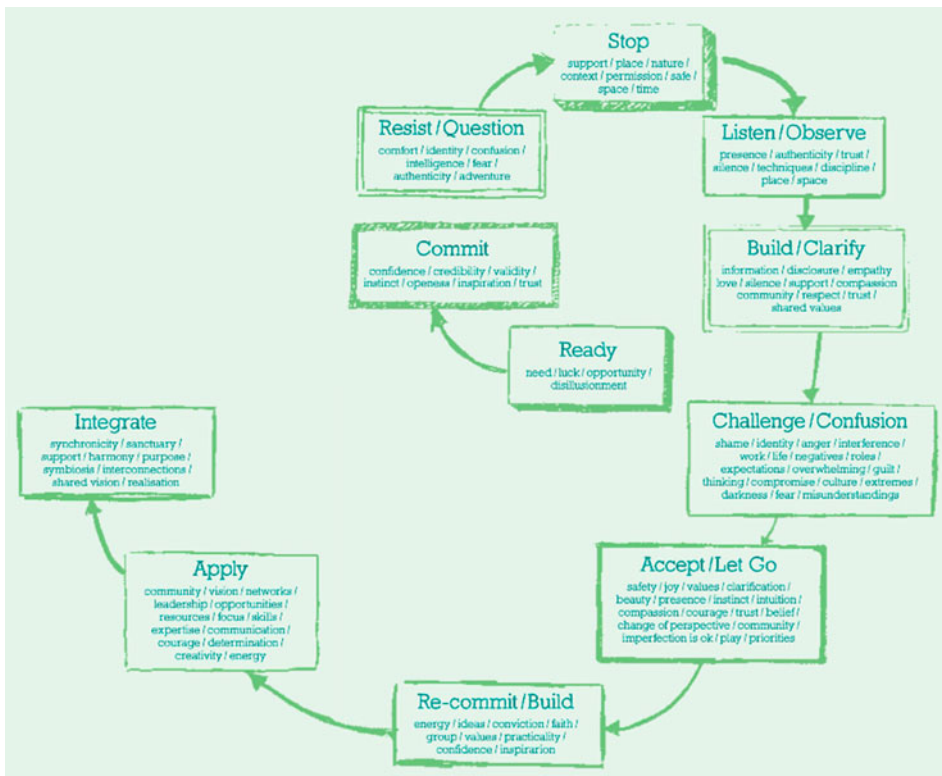 Stop
support / place / nature /
context / permission / safe /
space / time
Resist / Question
comfort / identity / confusion /
intelligence / fear /
authenticity / adventure
Listen / Observe
presence / authenticity / trust /
silence / techniques / discipline /
place / space
Commit
confidence / credibility / validity /
instinct / openess / inspiration / trust
Build / Clarify
information / disclosure / empathy
love / silence / support / compassion
community / respect / trust /
shared values
Ready
need / luck / opportunity /
disillusionment
Integrate
synchronicity / sanctuary /
support / harmony / purpose /
symbiosis / interconnections /
shared vision / realisation
Challenge / Confusion
shame / identity / anger / interference /
work / life / negatives / roles /
expectations / overwhelming / guilt /
thinking / compromise / culture / extremes /
darkness / fear / misunderstandings
Apply
community / vision / networks /
leadership / opportunities /
resources / focus / skills /
expertise / communication /
courage / determination /
creativity / energy
Accept / Let Go
safety / joy / values / clarification /
beauty / presence / instinct / intuition /
compassion / courage / trust / belief /
change of perspective / community /
imperfection is ok / play / priorities
Re-commit / Build
energy / ideas / conviction / faith /
group / values / practicality /
confidence / inspirarion